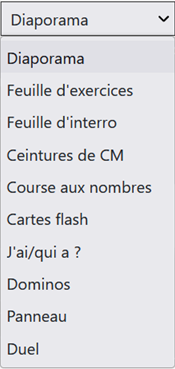 Diaporama
Diaporama
Feuille d'exercices
Feuille d'interro
Ceintures de CM
Course aux nombres
Cartes flash
J'ai/qui a ?
Dominos
Panneau
Duel